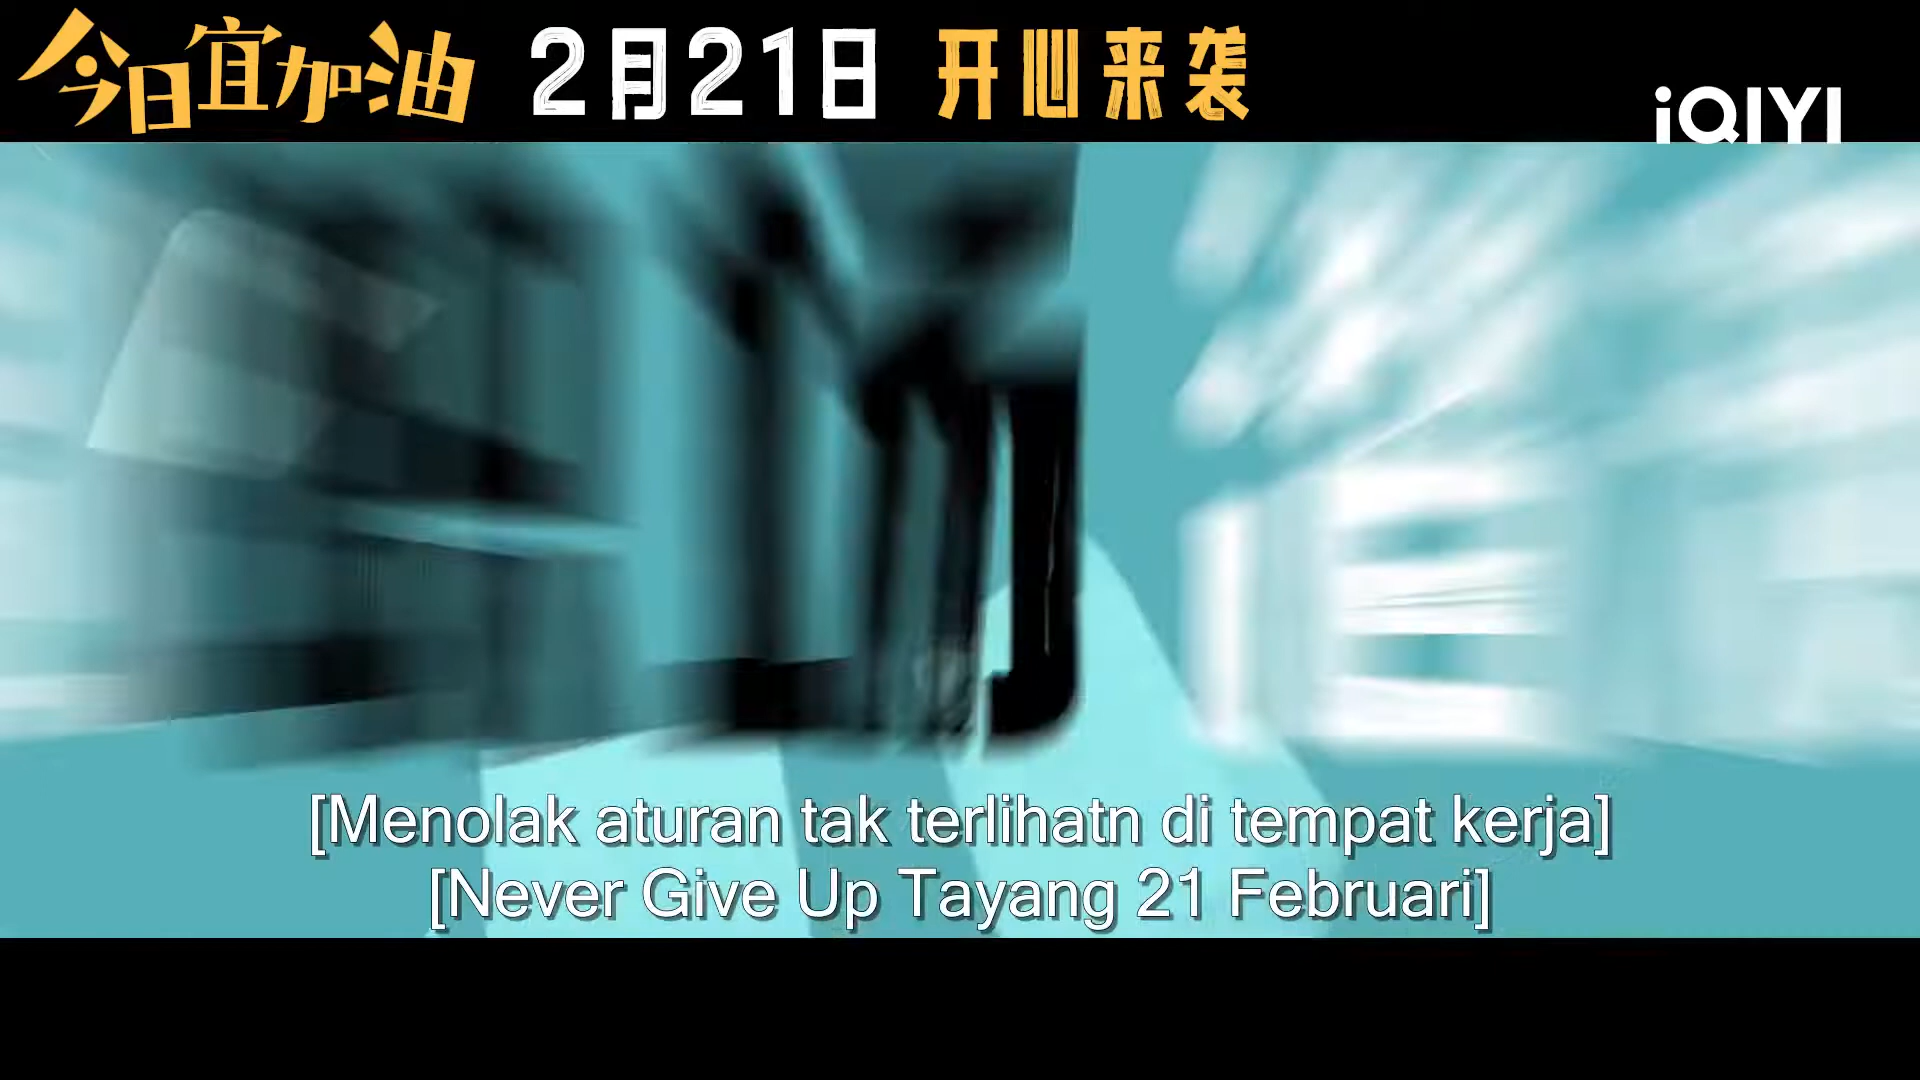 今日宜加油 2月21日 开心来袭
iQIYI
[Menolak aturan tak terlihatn di tempat kerja]
[Never Give Up Tayang 21 Februari]